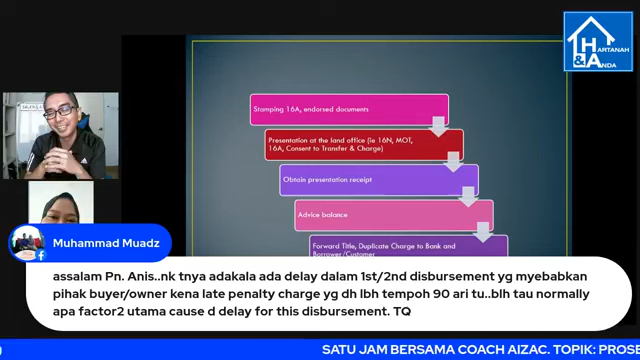 HARTANAH
&ANDA
Stamping 16A, endorsed documents
Presentation at the land office (ie 16N, MOT,
16A, Consent to Transfer & Charge)
Obtain presentation receipt
Advice balance
Forward Title, Duplicate Charge to Bank and
Borrower/Customer
Muhammad Muadz
assalam Pn. Anis..nk tnya adakala ada delay dalam 1st/2nd disbursement yg myebabkan
pihak buyer/owner kena late penalty charge yg dh lbh tempoh 90 ari tu..blh tau normally
apa factor2 utama cause d delay for this disbursement. TQ
SATU JAM BERSAMA COACH AIZAC. TOPIK: PROSE